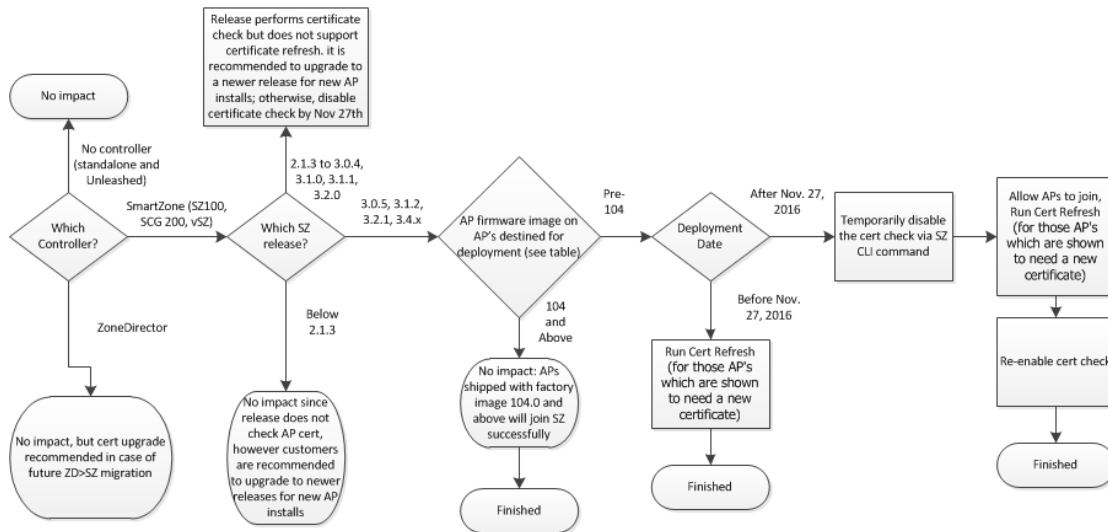 Release performs certificate
check but does not support
certificate refresh. it is
recommended to upgrade to
a newer release for new AP
installs; otherwise, disable
certificate check by Nov 27th
No impact
No controller
(standalone and
Unleashed)
2.1.3 to 3.0.4,
3.1.0, 3.1.1,
3.2.0
Which
Controller?
SmartZone (SZ100,
SCG 200, vSZ)
Which SZ
release?
3.0.5, 3.1.2,
3.2.1, 3.4.x
AP firmware image on
AP's destined for
deployment (see table)
Pre-
104
Deployment
Date
After Nov. 27,
2016
Temporarily disable
the cert check via SZ
CLI command
Allow APs to join,
Run Cert Refresh
(for those AP's
which are shown
to need a new
certificate)
ZoneDirector
Below
2.1.3
104
and
Above
Before Nov.
27, 2016
Re-enable cert check
No impact, but cert upgrade
recommended in case of
future ZD>SZ migration
No impact since
release does not
check AP cert,
however customers
are recommended
to upgrade to newer
releases for new AP
installs
No impact: APs
shipped with factory
image 104.0 and
above will join SZ
successfully
Run Cert Refresh
(for those AP's
which are shown
to need a new
certificate)
Finished
Finished
Finished